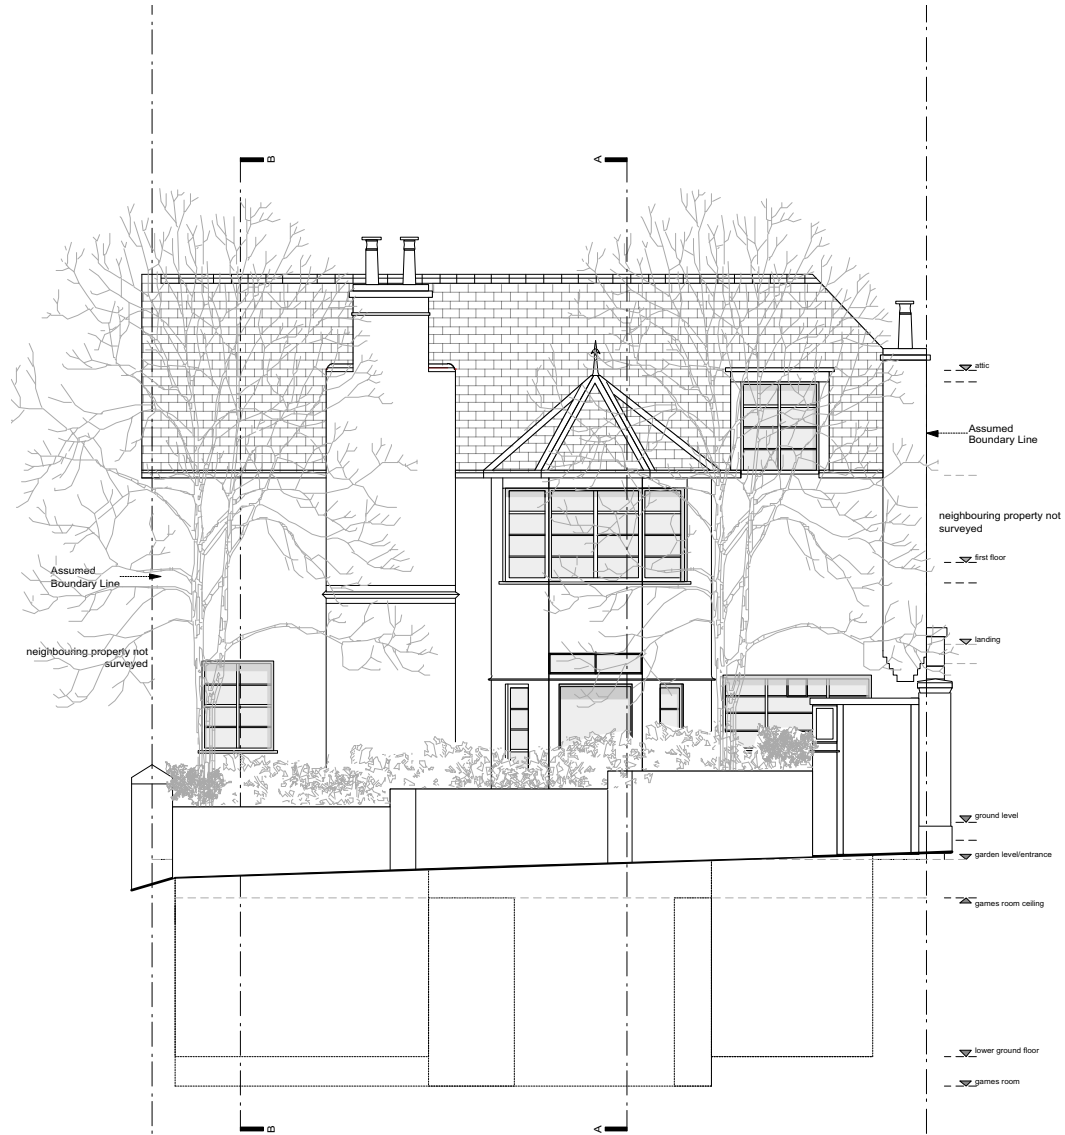 B
A
attic
Assumed
Boundary Line
neighbouring property not
surveyed
first floor
Assumed
Boundary Line
landing
neighbouring property not
surveyed
ground level
garden level/entrance
games room ceiling
lower ground floor
games room
B
A